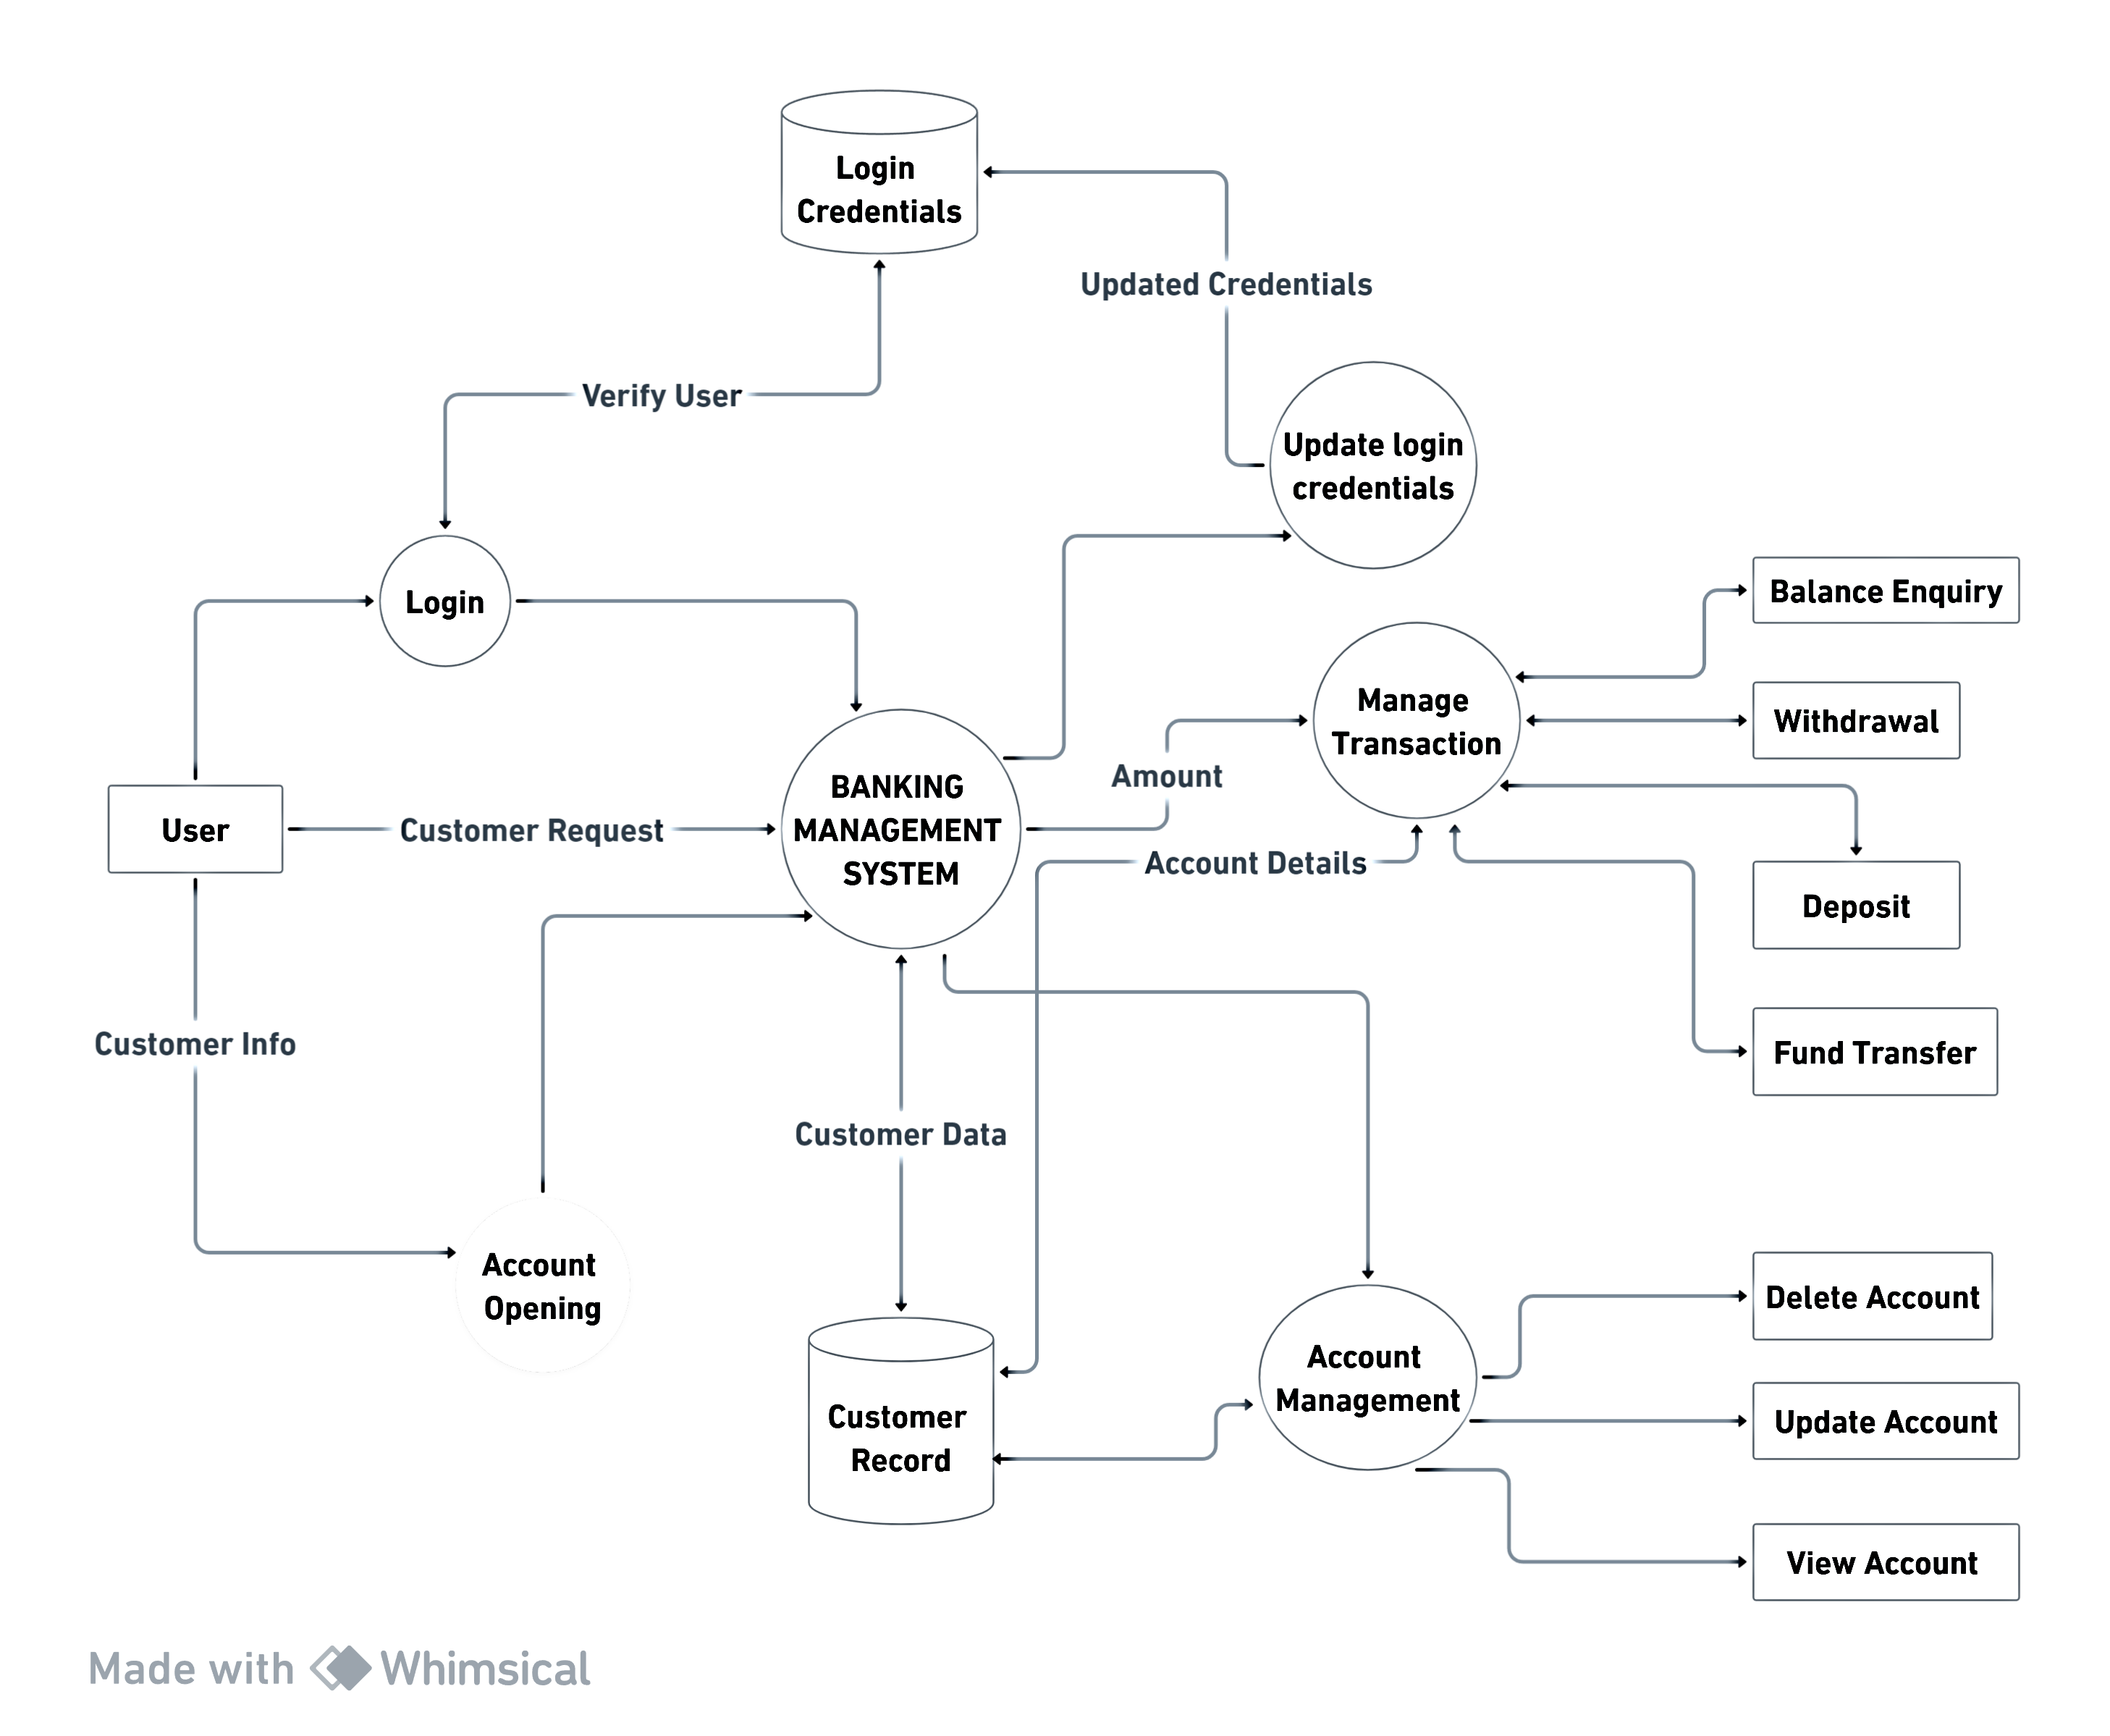 Login
Credentials
Updated Credentials
Verify User
Update login
credentials
Login
Balance Enquiry
Manage
Transaction
Withdrawal
BANKING
MANAGEMENT
SYSTEM
Amount
User
Customer Request
Account Details
Deposit
Customer Info
Fund Transfer
Customer Data
Account
Opening
Delete Account
Account
Management
Customer
Record
Update Account
View Account
Made with Whimsical